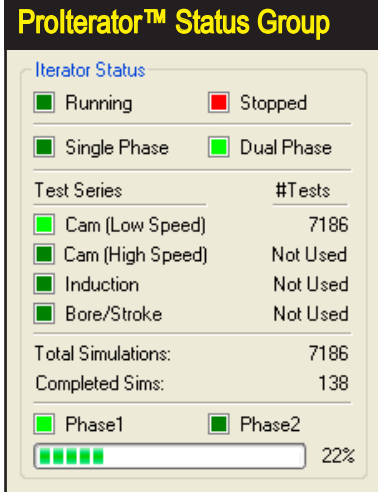 ProIterator™ Status Group
Iterator Status
Running Stopped
Single Phase Dual Phase
Test Series #Tests
Cam (Low Speed) 7186
Cam (High Speed) Not Used
Induction Not Used
Bore/Stroke Not Used
Total Simulations: 7186
Completed Sims: 138
Phase1 Phase2
22%